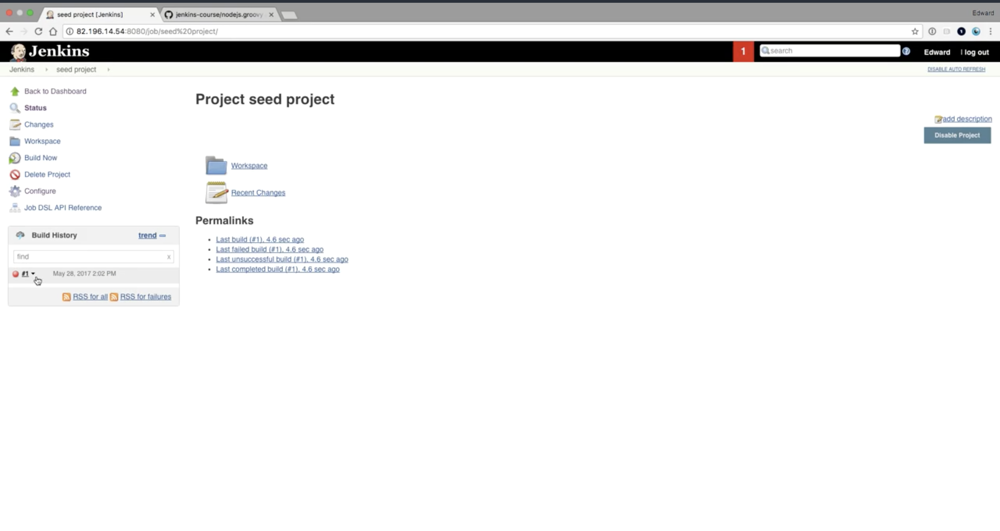 seed project [Jenkins]
jenkins-course/nodejs.groovy
Edward
82.196.14.54:8080/job/seed%20project/
Jenkins
1
search
Edward
| log out
Jenkins
seed project
DISABLE AUTO REFRESH
Back to Dashboard
Status
Changes
Workspace
Build Now
Delete Project
Configure
Job DSL API Reference
Project seed project
add description
Disable Project
Workspace
Recent Changes
Permalinks
Last build (#1), 4.6 sec ago
Last failed build (#1), 4.6 sec ago
Last unsuccessful build (#1), 4.6 sec ago
Last completed build (#1), 4.6 sec ago
Build History
trend
find
x
#1
May 28, 2017 2:02 PM
RSS for all
RSS for failures